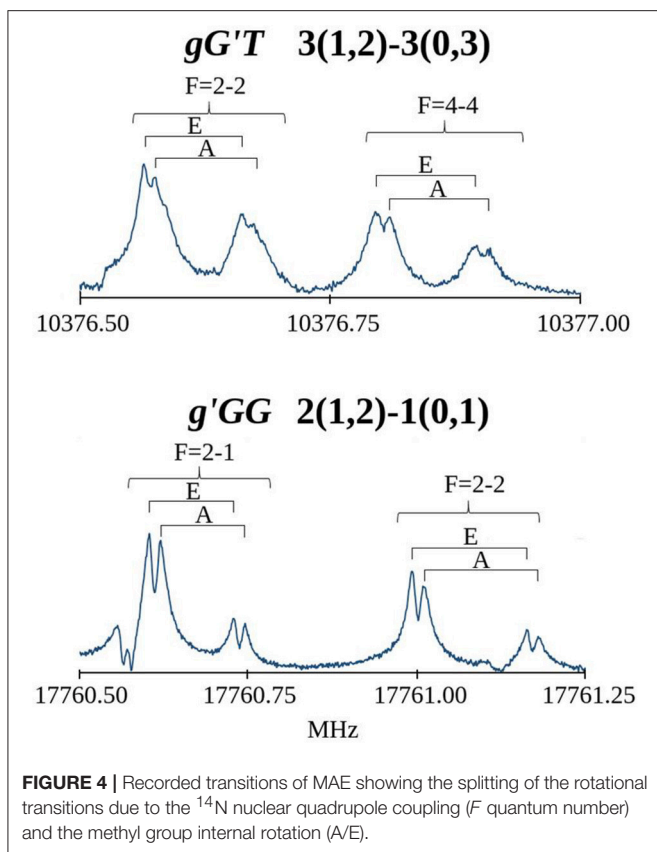 gG'T 3(1,2)-3(0,3)
F=2-2
F=4-4
E
A
E
A
10376.50
10376.75
10377.00
g'GG 2(1,2)-1(0,1)
F=2-1
F=2-2
E
A
E
A
17760.50
17760.75
17761.00
17761.25
MHz
FIGURE 4 | Recorded transitions of MAE showing the splitting of the rotational
transitions due to the ¹⁴N nuclear quadrupole coupling (F quantum number)
and the methyl group internal rotation (A/E).